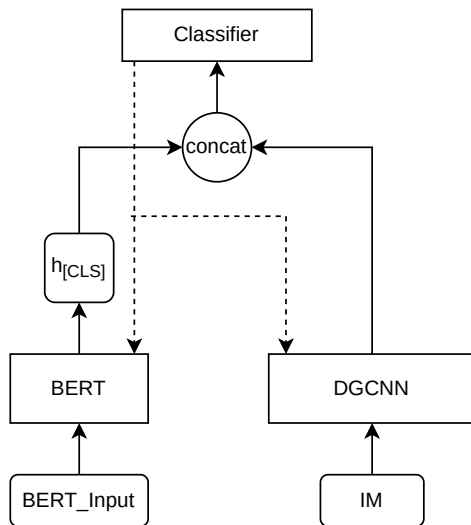 Classifier
concat
h[CLS]
BERT
DGCNN
BERT_Input
IM